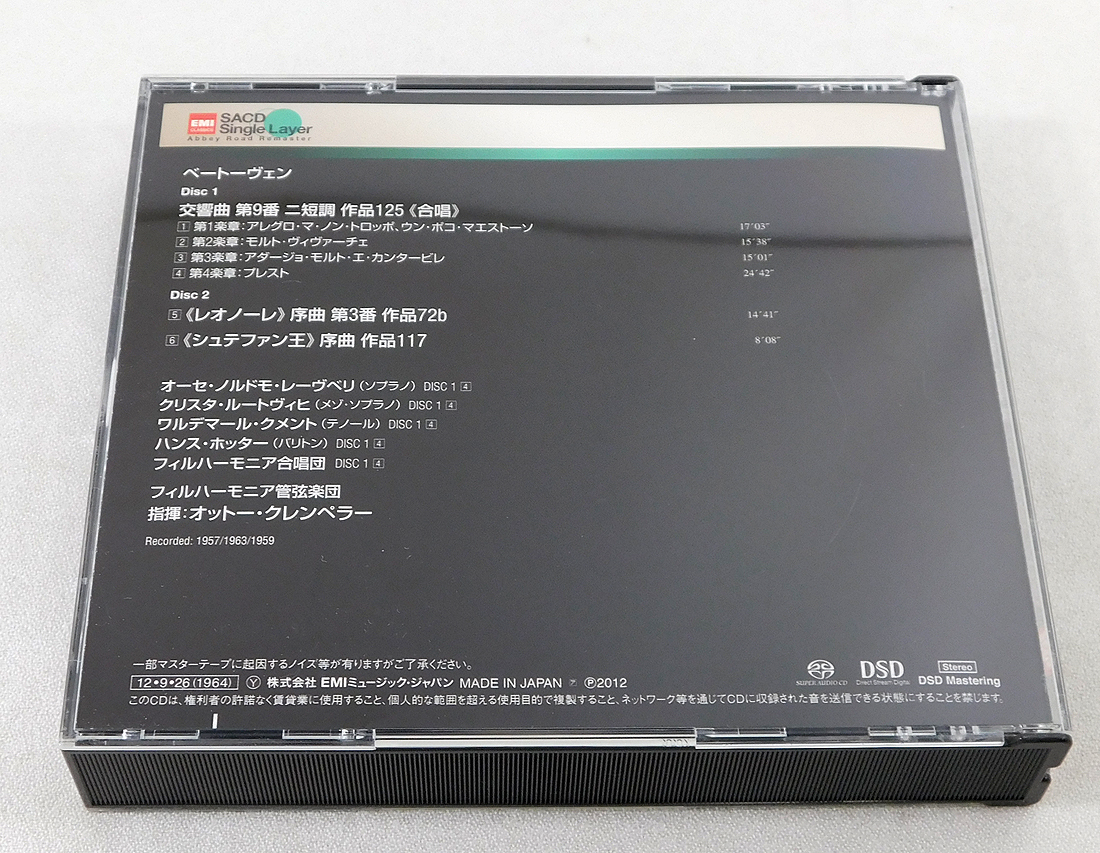 EMI
CLASSICS
SACD
Single Layer
Abbey Road Remaster
ベートーヴェン
Disc 1
交響曲 第9番 ニ短調 作品125《合唱》
1 第1楽章:アレグロ・マ・ノン・トロッポ、ウン・ポコ・マエストーソ 17´03″
2 第2楽章:モルト・ヴィヴァーチェ 15´38″
3 第3楽章:アダージョ・モルト・エ・カンタービレ 15´01″
4 第4楽章:プレスト 24´42″
Disc 2
5《レオノーレ》序曲 第3番 作品72b 14´41″
6《シュテファン王》序曲 作品117 8´08″
オーセ・ノルドモ・レーヴベリ(ソプラノ) DISC 1 4
クリスタ・ルートヴィヒ(メゾ・ソプラノ) DISC 1 4
ワルデマール・クメント(テノール) DISC 1 4
ハンス・ホッター(バリトン) DISC 1 4
フィルハーモニア合唱団 DISC 1 4
フィルハーモニア管弦楽団
指揮:オットー・クレンペラー
Recorded: 1957/1963/1959
一部マスターテープに起因するノイズ等が有りますがご了承ください。
12•9•26(1964) Ⓨ 株式会社 EMIミュージック・ジャパン MADE IN JAPAN ㋐ Ⓟ2012
このCDは、権利者の許諾なく賃貸業に使用すること、個人的な範囲を超える使用目的で複製すること、ネットワーク等を通じてCDに収録された音を送信できる状態にすることを禁じます。
SUPER AUDIO CD
DSD
Direct Stream Digital
Stereo
DSD Mastering